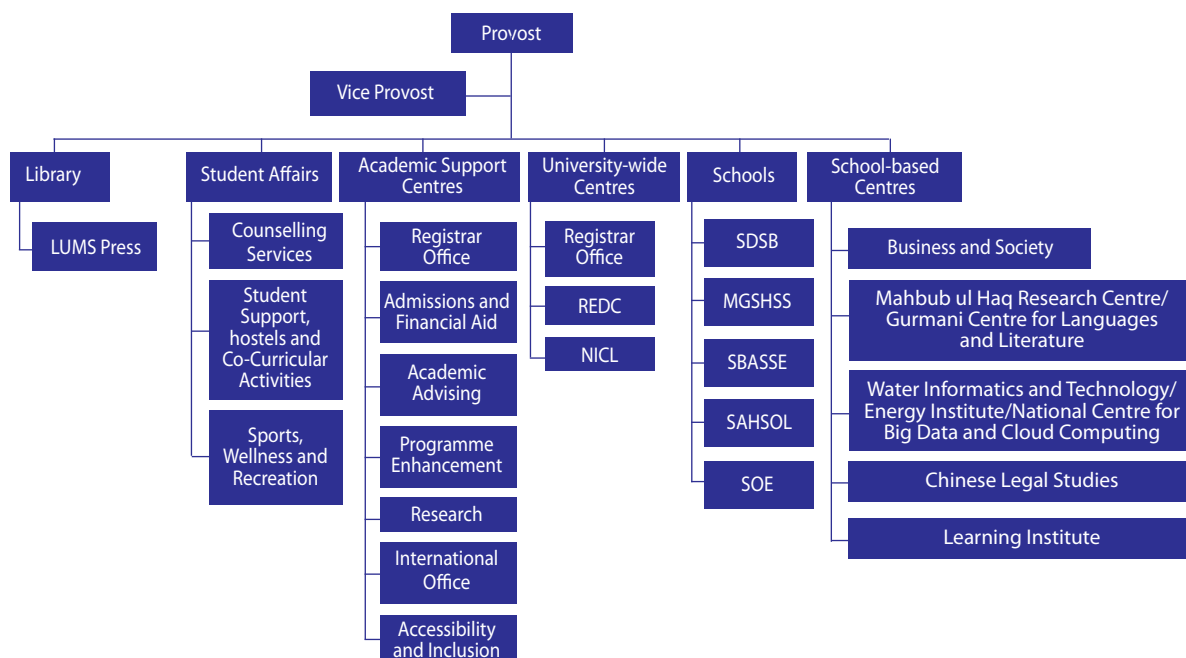 Provost
Vice Provost
Library
LUMS Press
Student Affairs
Counselling
Services
Student
Support,
hostels and
Co-Curricular
Activities
Sports,
Wellness and
Recreation
Academic Support
Centres
Registrar
Office
Admissions and
Financial Aid
Academic
Advising
Programme
Enhancement
Research
International
Office
Accessibility
and Inclusion
University-wide
Centres
Registrar
Office
REDC
NICL
Schools
SDSB
MGSHSS
SBASSE
SAHSOL
SOE
School-based
Centres
Business and Society
Mahbub ul Haq Research Centre/
Gurmani Centre for Languages
and Literature
Water Informatics and Technology/
Energy Institute/National Centre for
Big Data and Cloud Computing
Chinese Legal Studies
Learning Institute